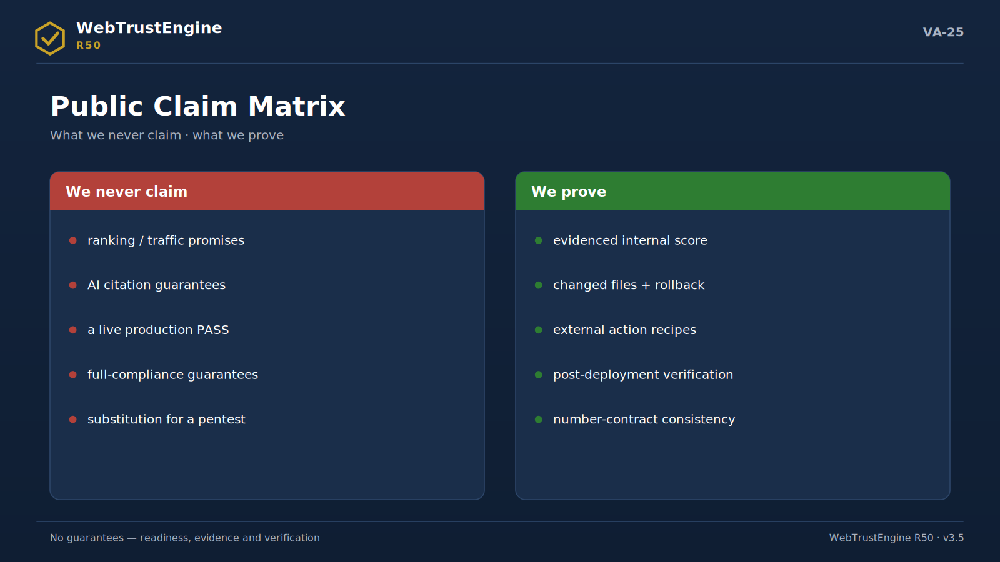 WebTrustEngine
R50
VA-25
Public Claim Matrix
What we never claim · what we prove
We never claim
ranking / traffic promises
AI citation guarantees
a live production PASS
full-compliance guarantees
substitution for a pentest
We prove
evidenced internal score
changed files + rollback
external action recipes
post-deployment verification
number-contract consistency
No guarantees — readiness, evidence and verification
WebTrustEngine R50 · v3.5